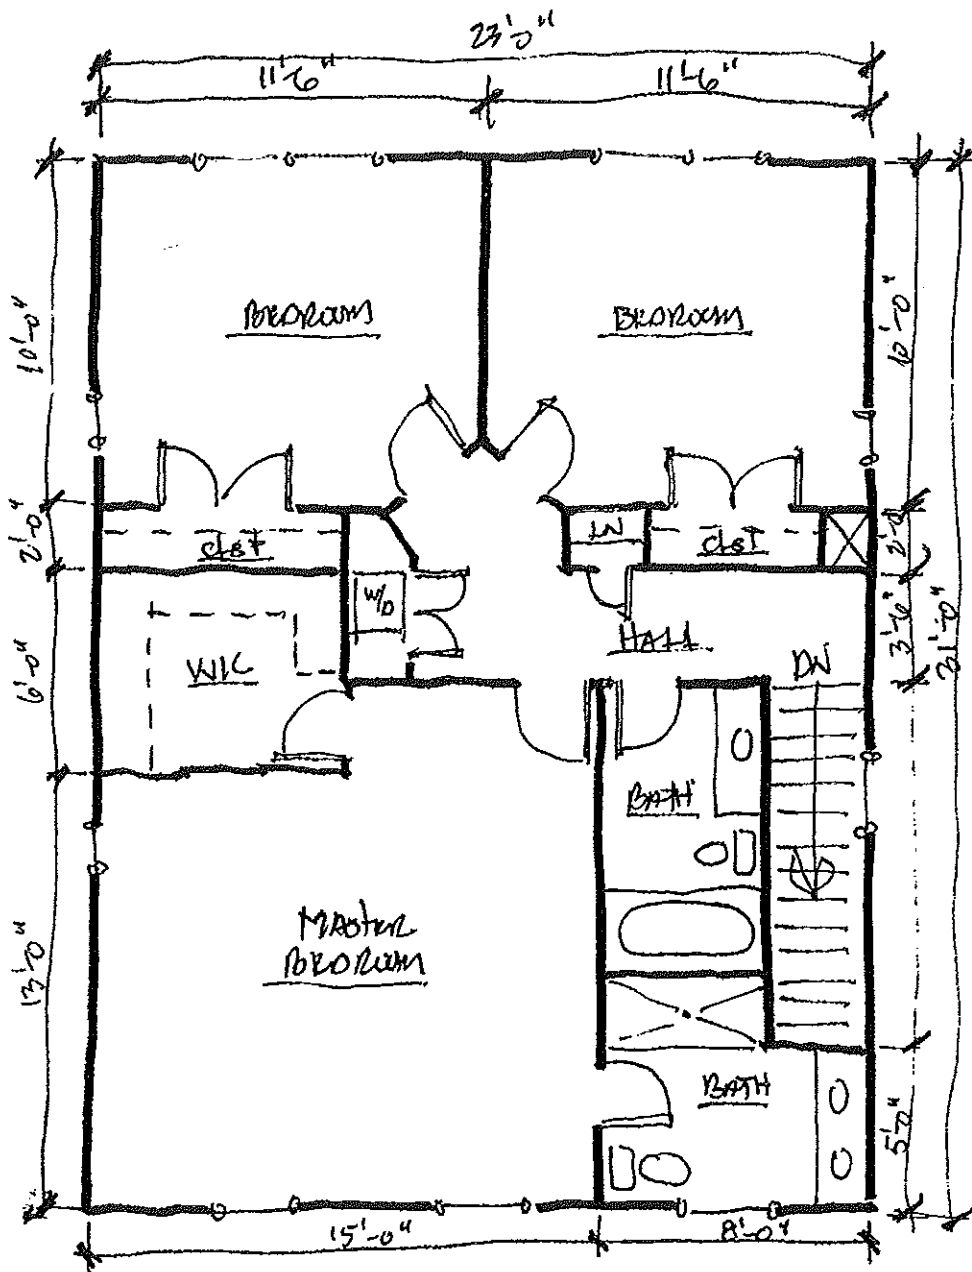 23'-0"
11'-6"
11'-6"
BEDROOM
BEDROOM
10'-0"
10'-0"
2'-0"
clst
LN
clst
2'-0
W/D
HALL
3'-6"
31'-0"
6'-0"
WIC
DN
BATH
MASTER
BEDROOM
13'-0"
BATH
5'-0"
15'-0"
8'-0"